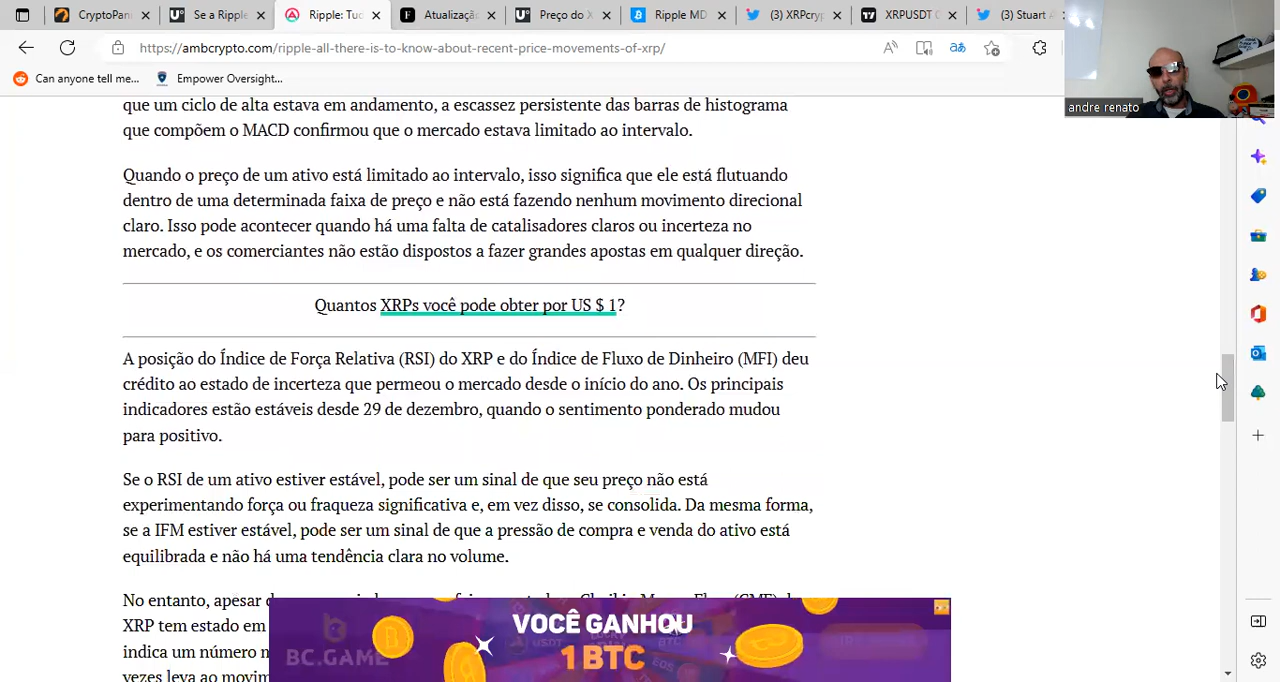 CryptoPan
Se a Ripple
Ripple: Tud
Atualização
Preço do X
Ripple MD
(3) XRPcry
XRPUSDT
(3) Stuart A
https://ambcrypto.com/ripple-all-there-is-to-know-about-recent-price-movements-of-xrp/
Can anyone tell me...
Empower Oversight...
andre renato
que um ciclo de alta estava em andamento, a escassez persistente das barras de histograma
que compõem o MACD confirmou que o mercado estava limitado ao intervalo.
Quando o preço de um ativo está limitado ao intervalo, isso significa que ele está flutuando
dentro de uma determinada faixa de preço e não está fazendo nenhum movimento direcional
claro. Isso pode acontecer quando há uma falta de catalisadores claros ou incerteza no
mercado, e os comerciantes não estão dispostos a fazer grandes apostas em qualquer direção.
Quantos XRPs você pode obter por US $ 1?
A posição do Índice de Força Relativa (RSI) do XRP e do Índice de Fluxo de Dinheiro (MFI) deu
crédito ao estado de incerteza que permeou o mercado desde o início do ano. Os principais
indicadores estão estáveis desde 29 de dezembro, quando o sentimento ponderado mudou
para positivo.
Se o RSI de um ativo estiver estável, pode ser um sinal de que seu preço não está
experimentando força ou fraqueza significativa e, em vez disso, se consolida. Da mesma forma,
se a IFM estiver estável, pode ser um sinal de que a pressão de compra e venda do ativo está
equilibrada e não há uma tendência clara no volume.
No entanto, apesar
XRP tem estado em
indica um número
vezes leva ao movim
VOCÊ GANHOU
1 BTC
BC.GAME